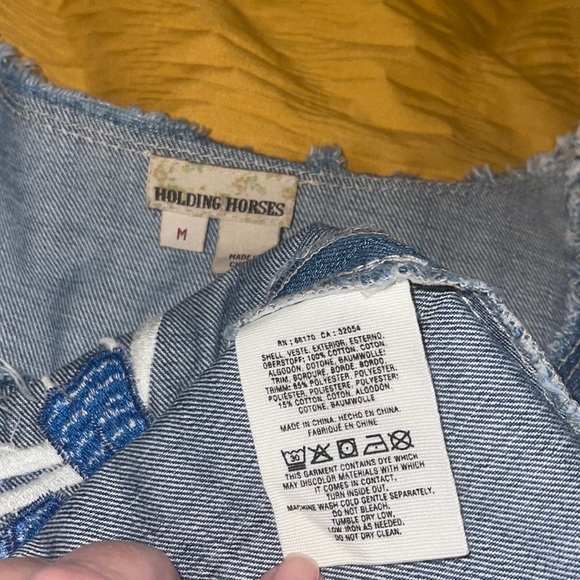 HOLDING HORSES
M
MADE
RN : 66170 CA : 52054
SHELL, VESTE, EXTERIOR, ESTERNO,
OBERSTOFF: 100% COTTON, COTON,
ALGODÓN, COTONE, BAUMWOLLE;
TRIM, BORDURE, BORDE, BORDO,
TRIMM: 85% POLYESTER, POLYESTER,
POLIÉSTER, POLIESTERE, POLYESTER,
15% COTTON, COTON, ALGODÓN
COTONE, BAUMWOLLE
MADE IN CHINA, HECHO EN CHINA,
FABRIQUÉ EN CHINE
30
THIS GARMENT CONTAINS DYE WHICH
MAY DISCOLOR MATERIALS WITH WHICH
IT COMES IN CONTACT.
TURN INSIDE OUT.
MACHINE WASH COLD GENTLE SEPARATELY.
DO NOT BLEACH.
TUMBLE DRY LOW.
LOW IRON AS NEEDED.
DO NOT DRY CLEAN.